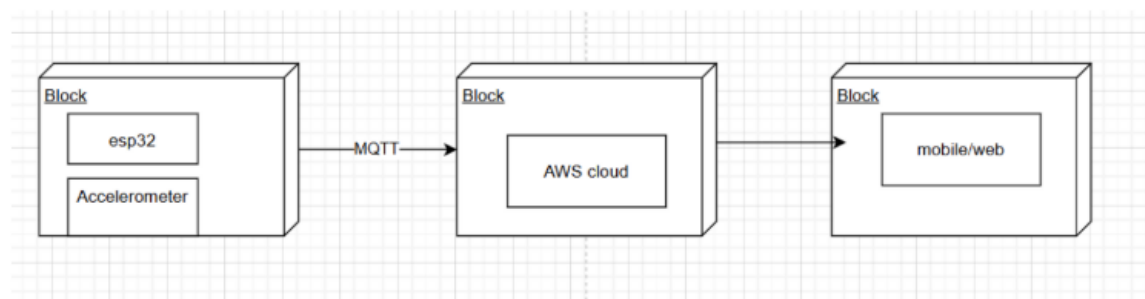 Block
esp32
Accelerometer
MQTT
Block
AWS cloud
Block
mobile/web